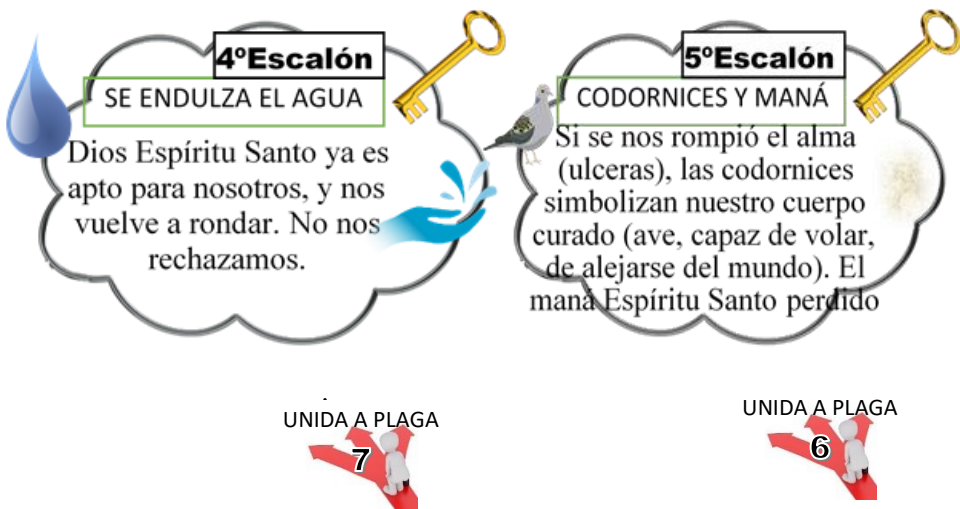 4ºEscalón
SE ENDULZA EL AGUA
Dios Espíritu Santo ya es
apto para nosotros, y nos
vuelve a rondar. No nos
rechazamos.
5ºEscalón
CODORNICES Y MANÁ
Si se nos rompió el alma
(ulceras), las codornices
simbolizan nuestro cuerpo
curado (ave, capaz de volar,
de alejarse del mundo). El
maná Espíritu Santo perdido
UNIDA A PLAGA
7
UNIDA A PLAGA
6